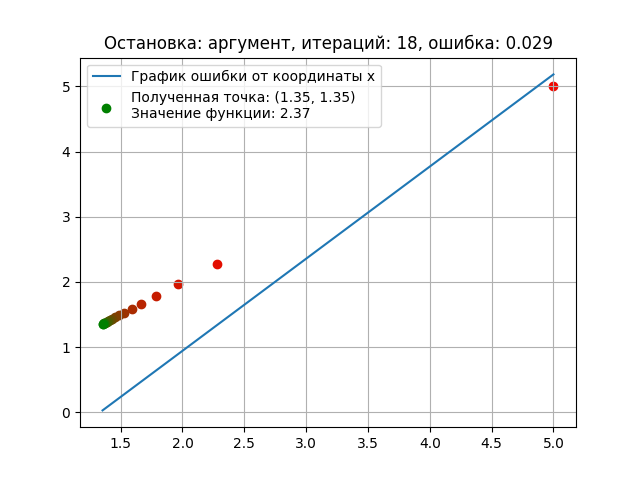 Остановка: аргумент, итераций: 18, ошибка: 0.029
График ошибки от координаты x
Полученная точка: (1.35, 1.35)
Значение функции: 2.37
5
4
3
2
1
0
1.5 2.0 2.5 3.0 3.5 4.0 4.5 5.0